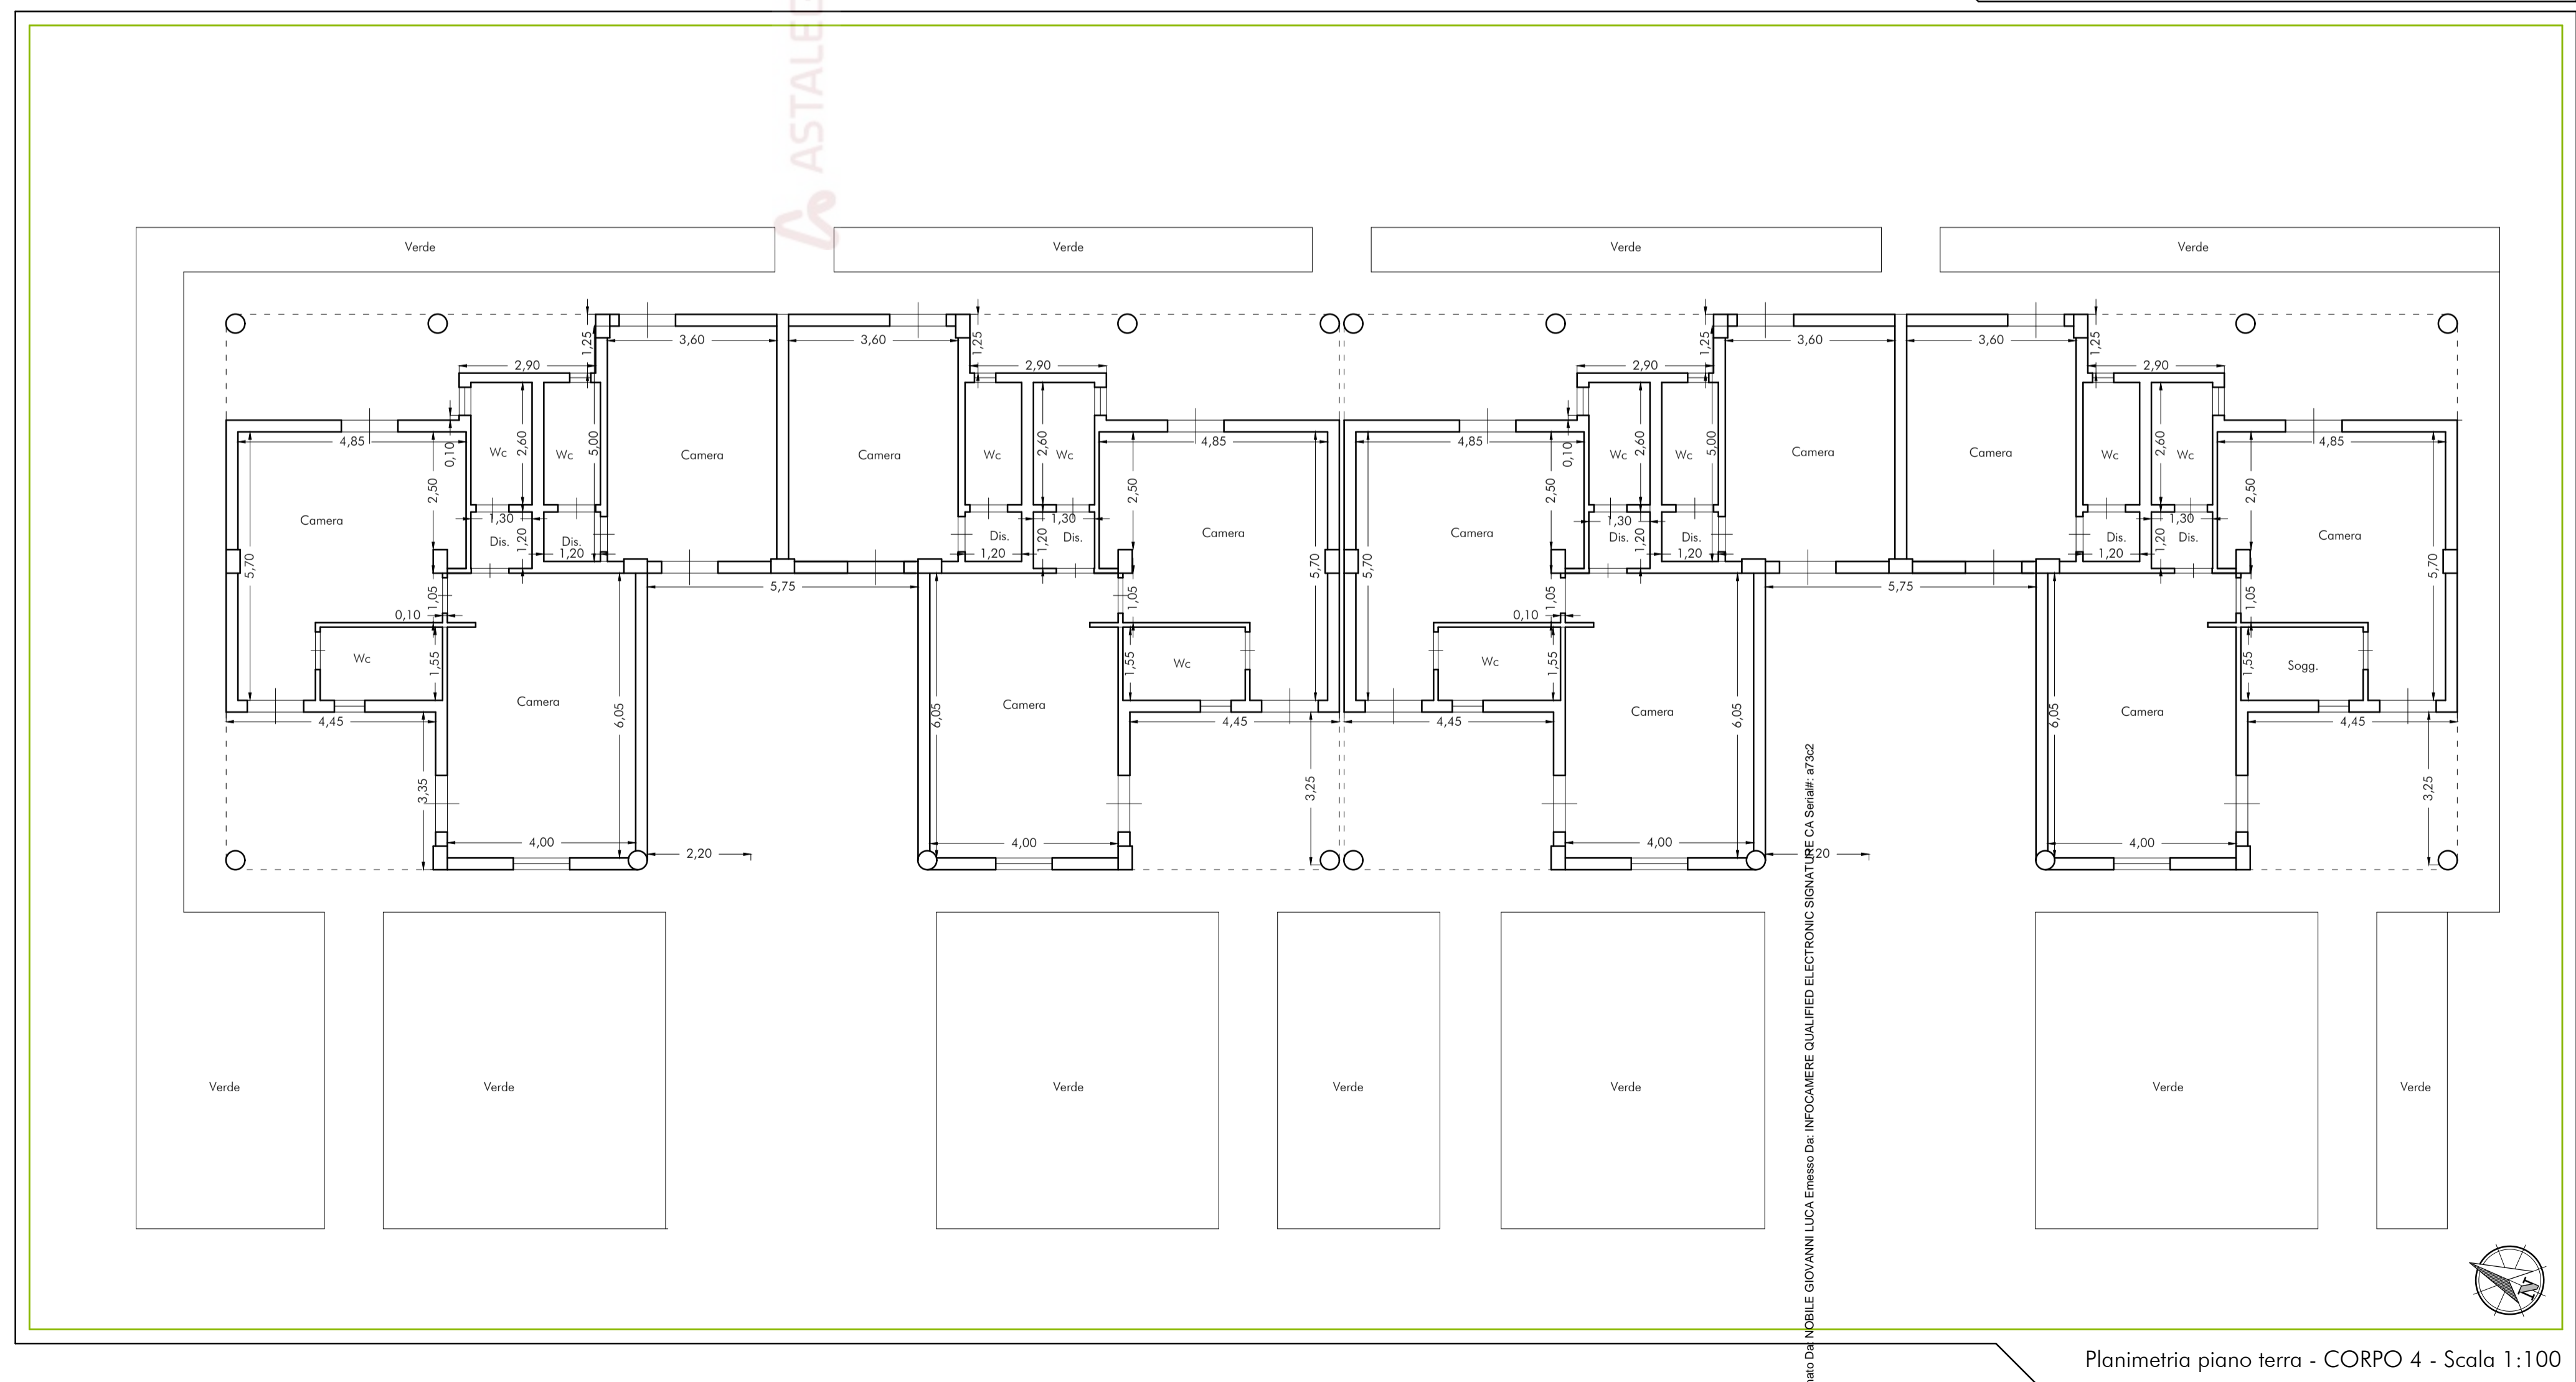 ASTALEG
Verde
Verde
Verde
Verde
1,25
3,60
3,60
1,25
1,25
3,60
3,60
1,25
2,90
2,90
2,90
2,90
4,85
0,10
2,50
Wc
2,60
Wc
5,00
Camera
Camera
Wc
2,60
Wc
4,85
2,50
4,85
0,10
2,50
Wc
2,60
Wc
5,00
Camera
Camera
Wc
2,60
Wc
4,85
2,50
Camera
5,70
1,30
Dis.
1,20
Dis.
1,20
Dis.
1,20
1,30
1,20
Dis.
Camera
5,70
5,70
Camera
1,30
Dis.
1,20
Dis.
1,20
Dis.
1,20
1,30
1,20
Dis.
Camera
5,70
5,75
5,75
0,10
1,05
1,05
0,10
1,05
1,05
Wc
1,55
1,55
Wc
Wc
1,55
1,55
Sogg.
Camera
6,05
6,05
Camera
Camera
6,05
6,05
Camera
4,45
4,45
4,45
4,45
3,35
3,25
3,25
4,00
2,20
4,00
4,00
4,00
Verde
Verde
Verde
Verde
Verde
Verde
Verde
nato Da: NOBILE GIOVANNI LUCA Emesso Da: INFOCAMERE QUALIFIED ELECTRONIC SIGNATURE CA Serial#: a73c2
N
Planimetria piano terra - CORPO 4 - Scala 1:100